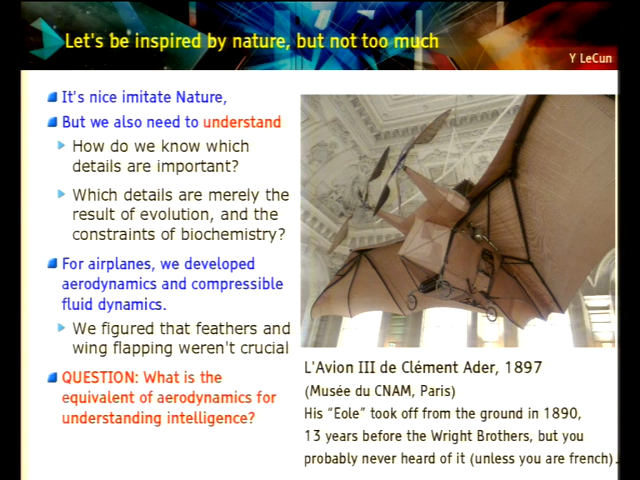 Let's be inspired by nature, but not too much
Y LeCun
It's nice imitate Nature,
But we also need to understand
How do we know which
details are important?
Which details are merely the
result of evolution, and the
constraints of biochemistry?
For airplanes, we developed
aerodynamics and compressible
fluid dynamics.
We figured that feathers and
wing flapping weren't crucial
QUESTION: What is the
equivalent of aerodynamics for
understanding intelligence?
L'Avion III de Clément Ader, 1897
(Musée du CNAM, Paris)
His "Eole" took off from the ground in 1890,
13 years before the Wright Brothers, but you
probably never heard of it (unless you are french).